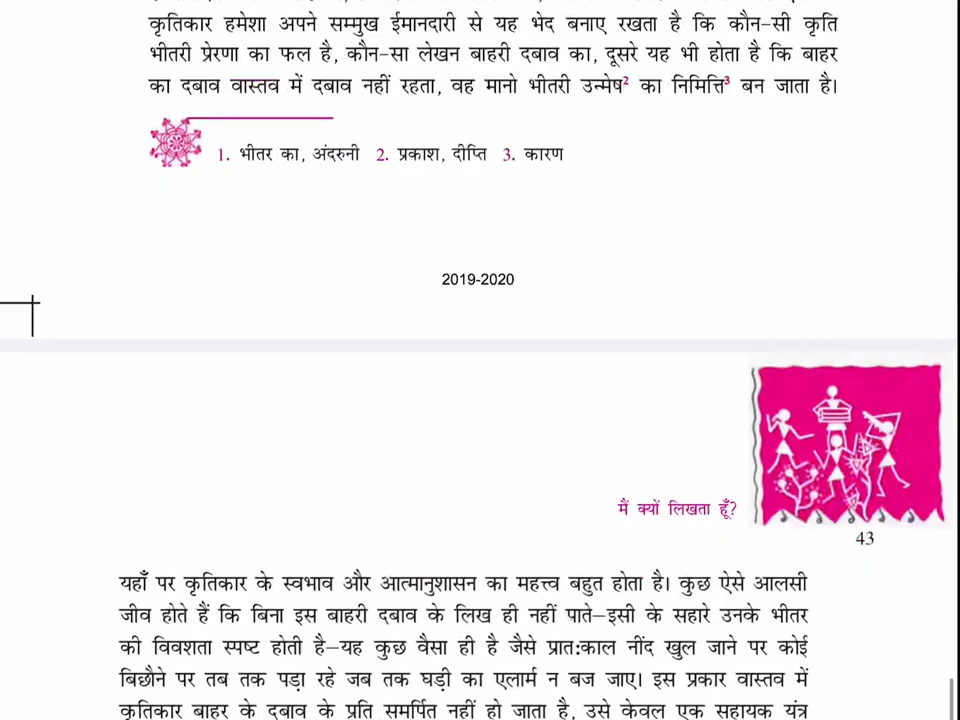 कृतिकार हमेशा अपने सम्मुख ईमानदारी से यह भेद बनाए रखता है कि कौन-सी कृति
भीतरी प्रेरणा का फल है, कौन-सा लेखन बाहरी दबाव का, दूसरे यह भी होता है कि बाहर
का दबाव वास्तव में दबाव नहीं रहता, वह मानो भीतरी उन्मेष² का निमित्ति³ बन जाता है।
1. भीतर का, अंदरुनी 2. प्रकाश, दीप्ति 3. कारण
2019-2020
मैं क्यों लिखता हूँ?
43
यहाँ पर कृतिकार के स्वभाव और आत्मानुशासन का महत्त्व बहुत होता है। कुछ ऐसे आलसी
जीव होते हैं कि बिना इस बाहरी दबाव के लिख ही नहीं पाते–इसी के सहारे उनके भीतर
की विवशता स्पष्ट होती है–यह कुछ वैसा ही है जैसे प्रात:काल नींद खुल जाने पर कोई
बिछौने पर तब तक पड़ा रहे जब तक घड़ी का एलार्म न बज जाए। इस प्रकार वास्तव में
कृतिकार बाहर के दबाव के प्रति समर्पित नहीं हो जाता है, उसे केवल एक सहायक यंत्र